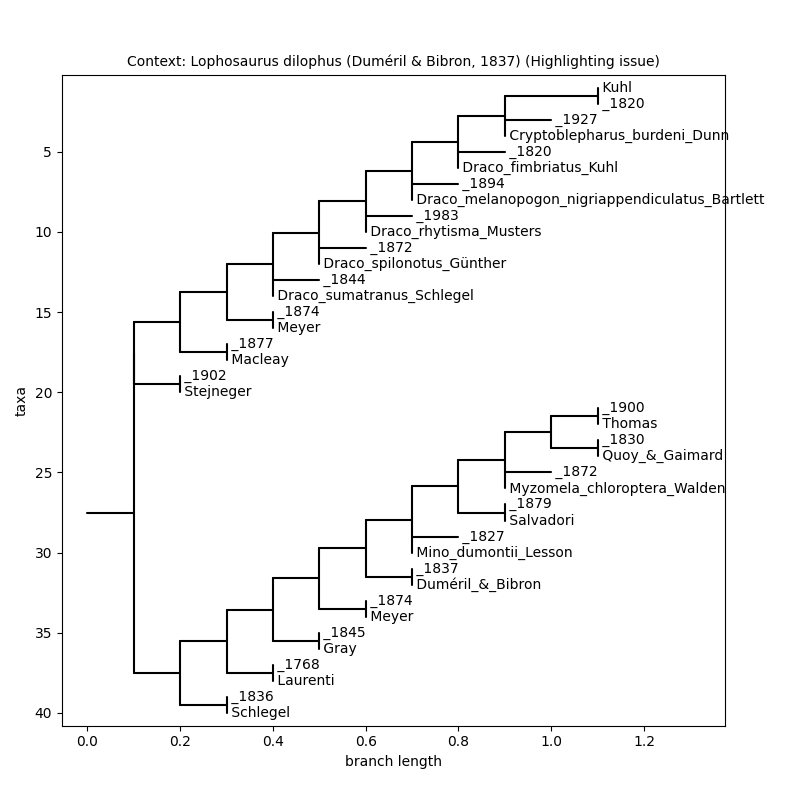 Context: Lophosaurus dilophus (Duméril & Bibron, 1837) (Highlighting issue)
Kuhl
_1820
_1927
Cryptoblepharus_burdeni_Dunn
5
_1820
Draco_fimbriatus_Kuhl
_1894
Draco_melanopogon_nigriappendiculatus_Bartlett
_1983
10
Draco_rhytisma_Musters
_1872
Draco_spilonotus_Günther
_1844
Draco_sumatranus_Schlegel
15
_1874
Meyer
_1877
Macleay
_1902
20
Stejneger
taxa
_1900
Thomas
_1830
Quoy_&_Gaimard
25
_1872
Myzomela_chloroptera_Walden
_1879
Salvadori
_1827
30
Mino_dumontii_Lesson
_1837
Duméril_&_Bibron
_1874
Meyer
35
_1845
Gray
_1768
Laurenti
_1836
40
Schlegel
0.0 0.2 0.4 0.6 0.8 1.0 1.2
branch length